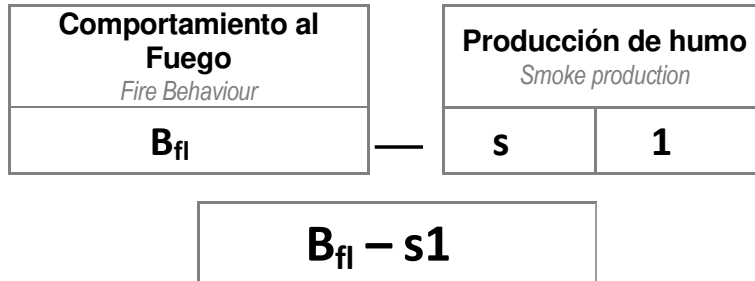 Comportamiento al
Fuego
Fire Behaviour
Producción de humo
Smoke production
Bfl — s 1
Bfl – s1